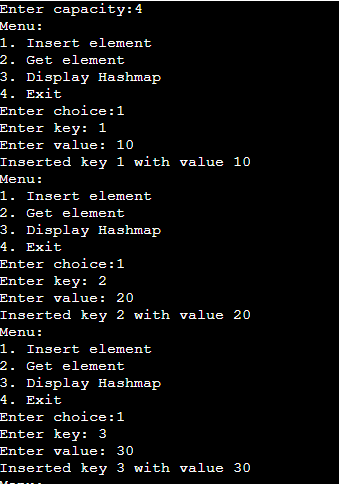 Enter capacity:4
Menu:
1. Insert element
2. Get element
3. Display Hashmap
4. Exit
Enter choice:1
Enter key: 1
Enter value: 10
Inserted key 1 with value 10
Menu:
1. Insert element
2. Get element
3. Display Hashmap
4. Exit
Enter choice:1
Enter key: 2
Enter value: 20
Inserted key 2 with value 20
Menu:
1. Insert element
2. Get element
3. Display Hashmap
4. Exit
Enter choice:1
Enter key: 3
Enter value: 30
Inserted key 3 with value 30